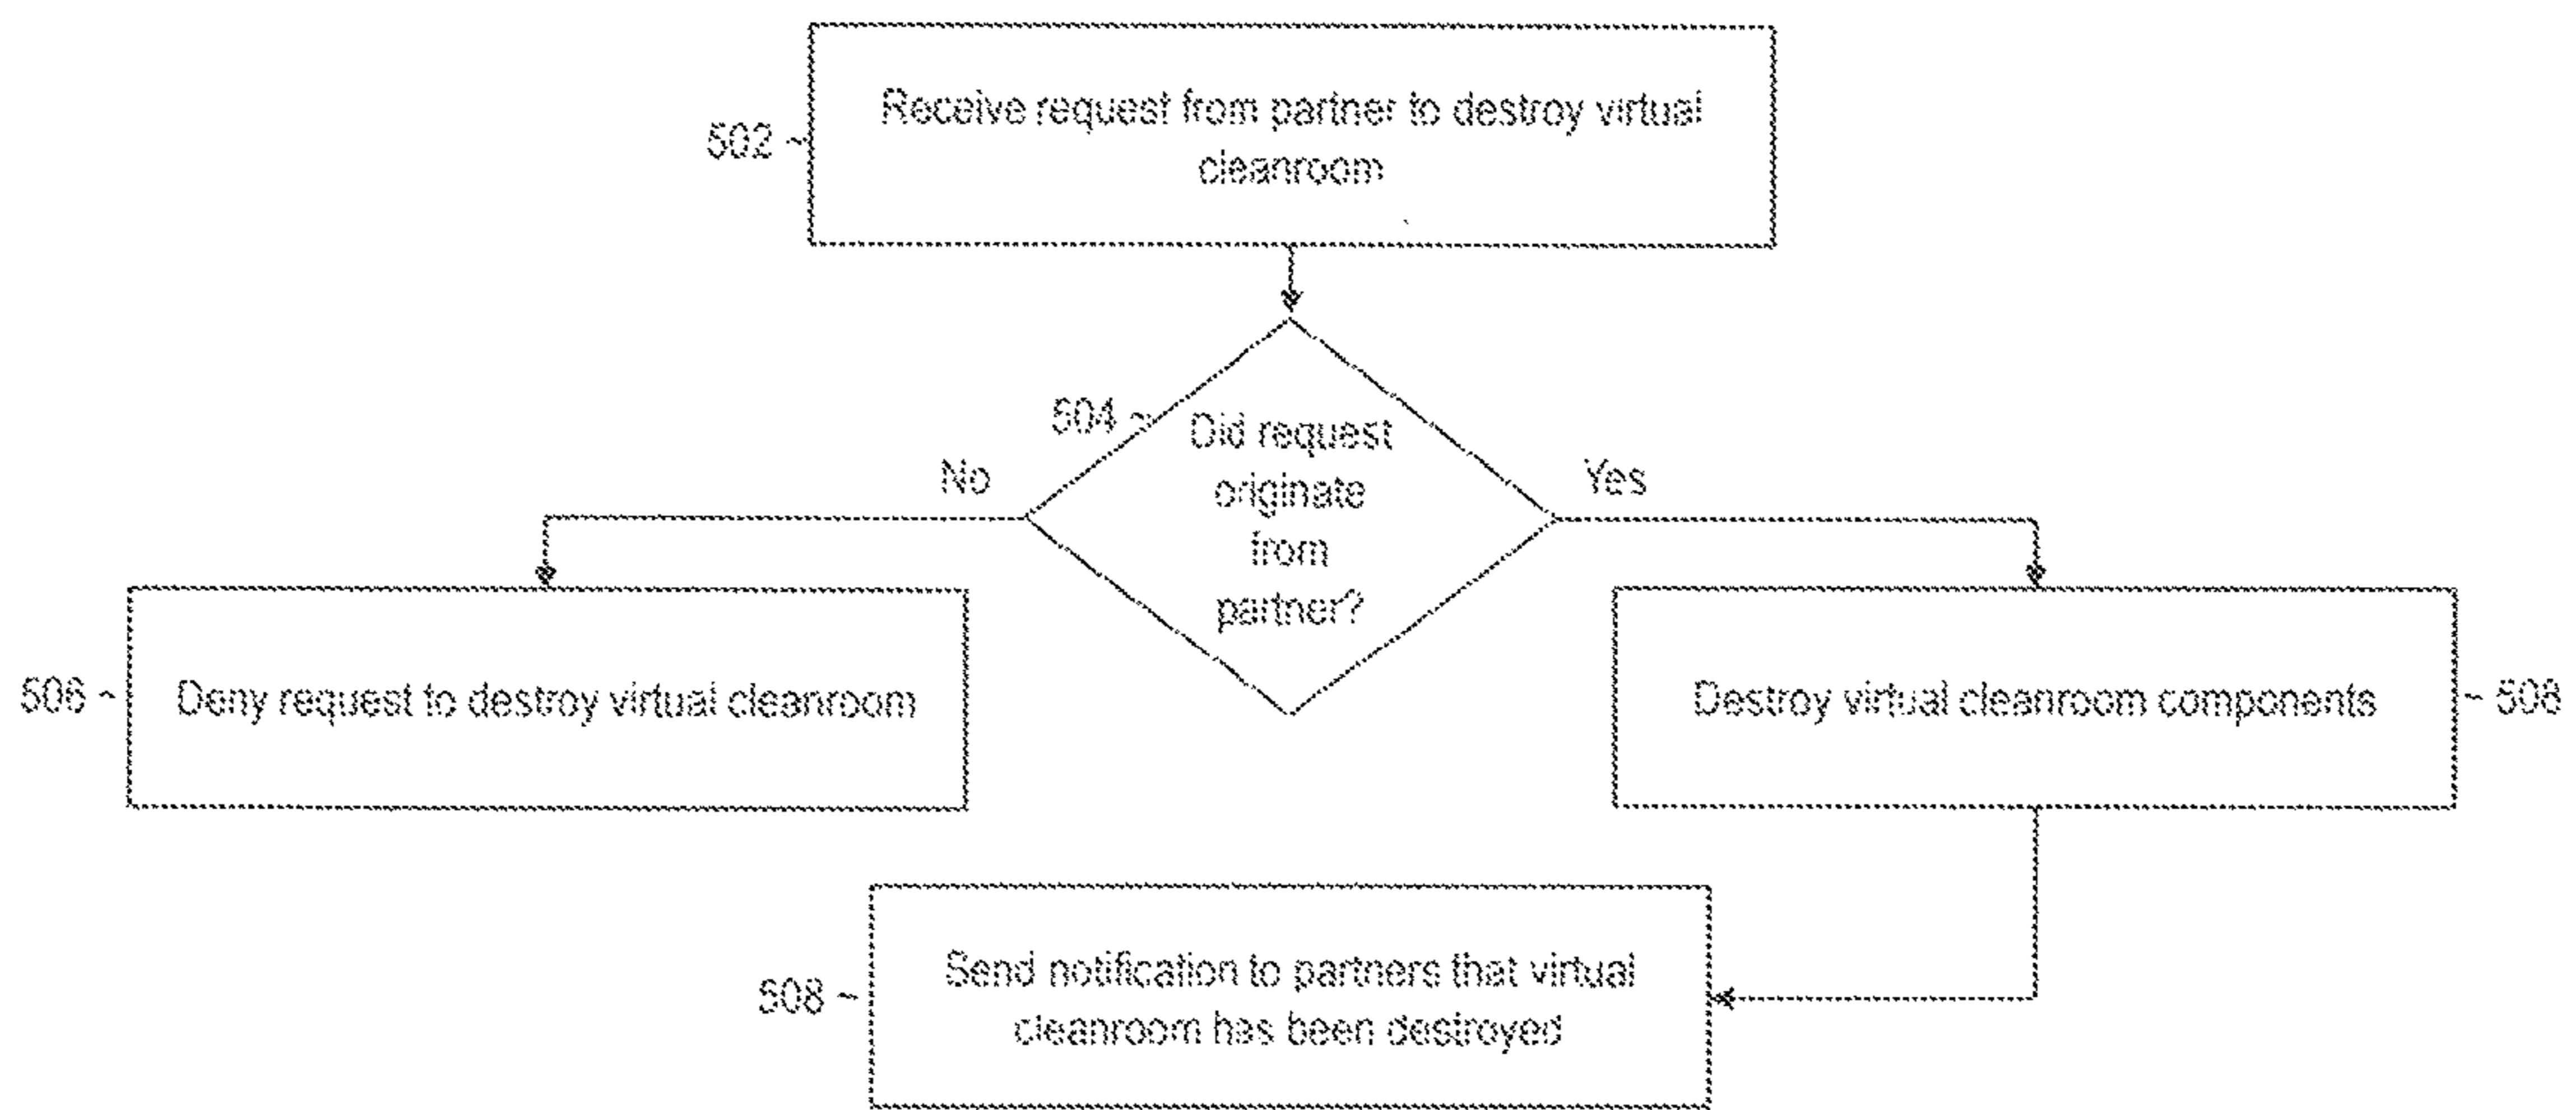 Receive request from partner to destroy virtual
cleanroom
502 ~
504 ~
Did request
originate
from
partner?
No
Yes
506 ~
Deny request to destroy virtual cleanroom
Destroy virtual cleanroom components
~ 508
508 ~
Send notification to partners that virtual
cleanroom has been destroyed